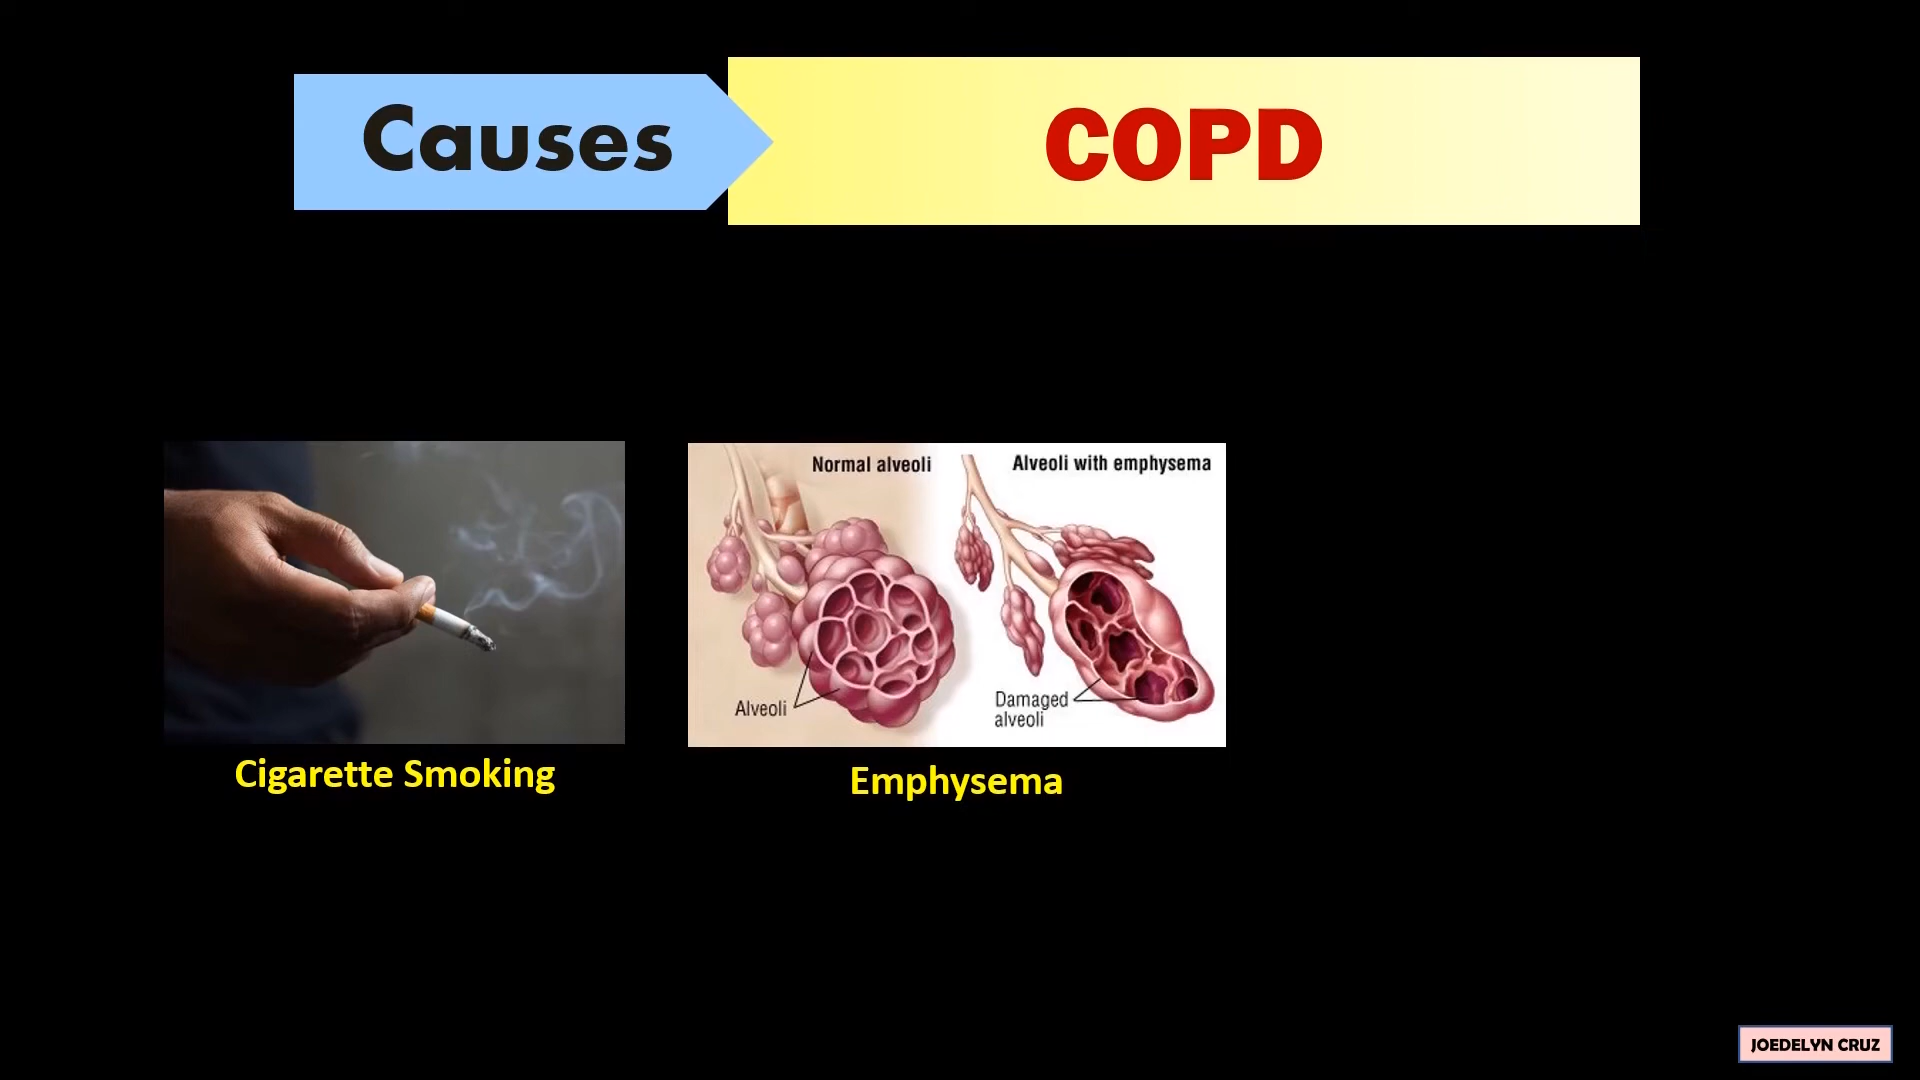 Causes
COPD
Normal alveoli
Alveoli with emphysema
Alveoli
Damaged
alveoli
Cigarette Smoking
Emphysema
JOEDELYN CRUZ